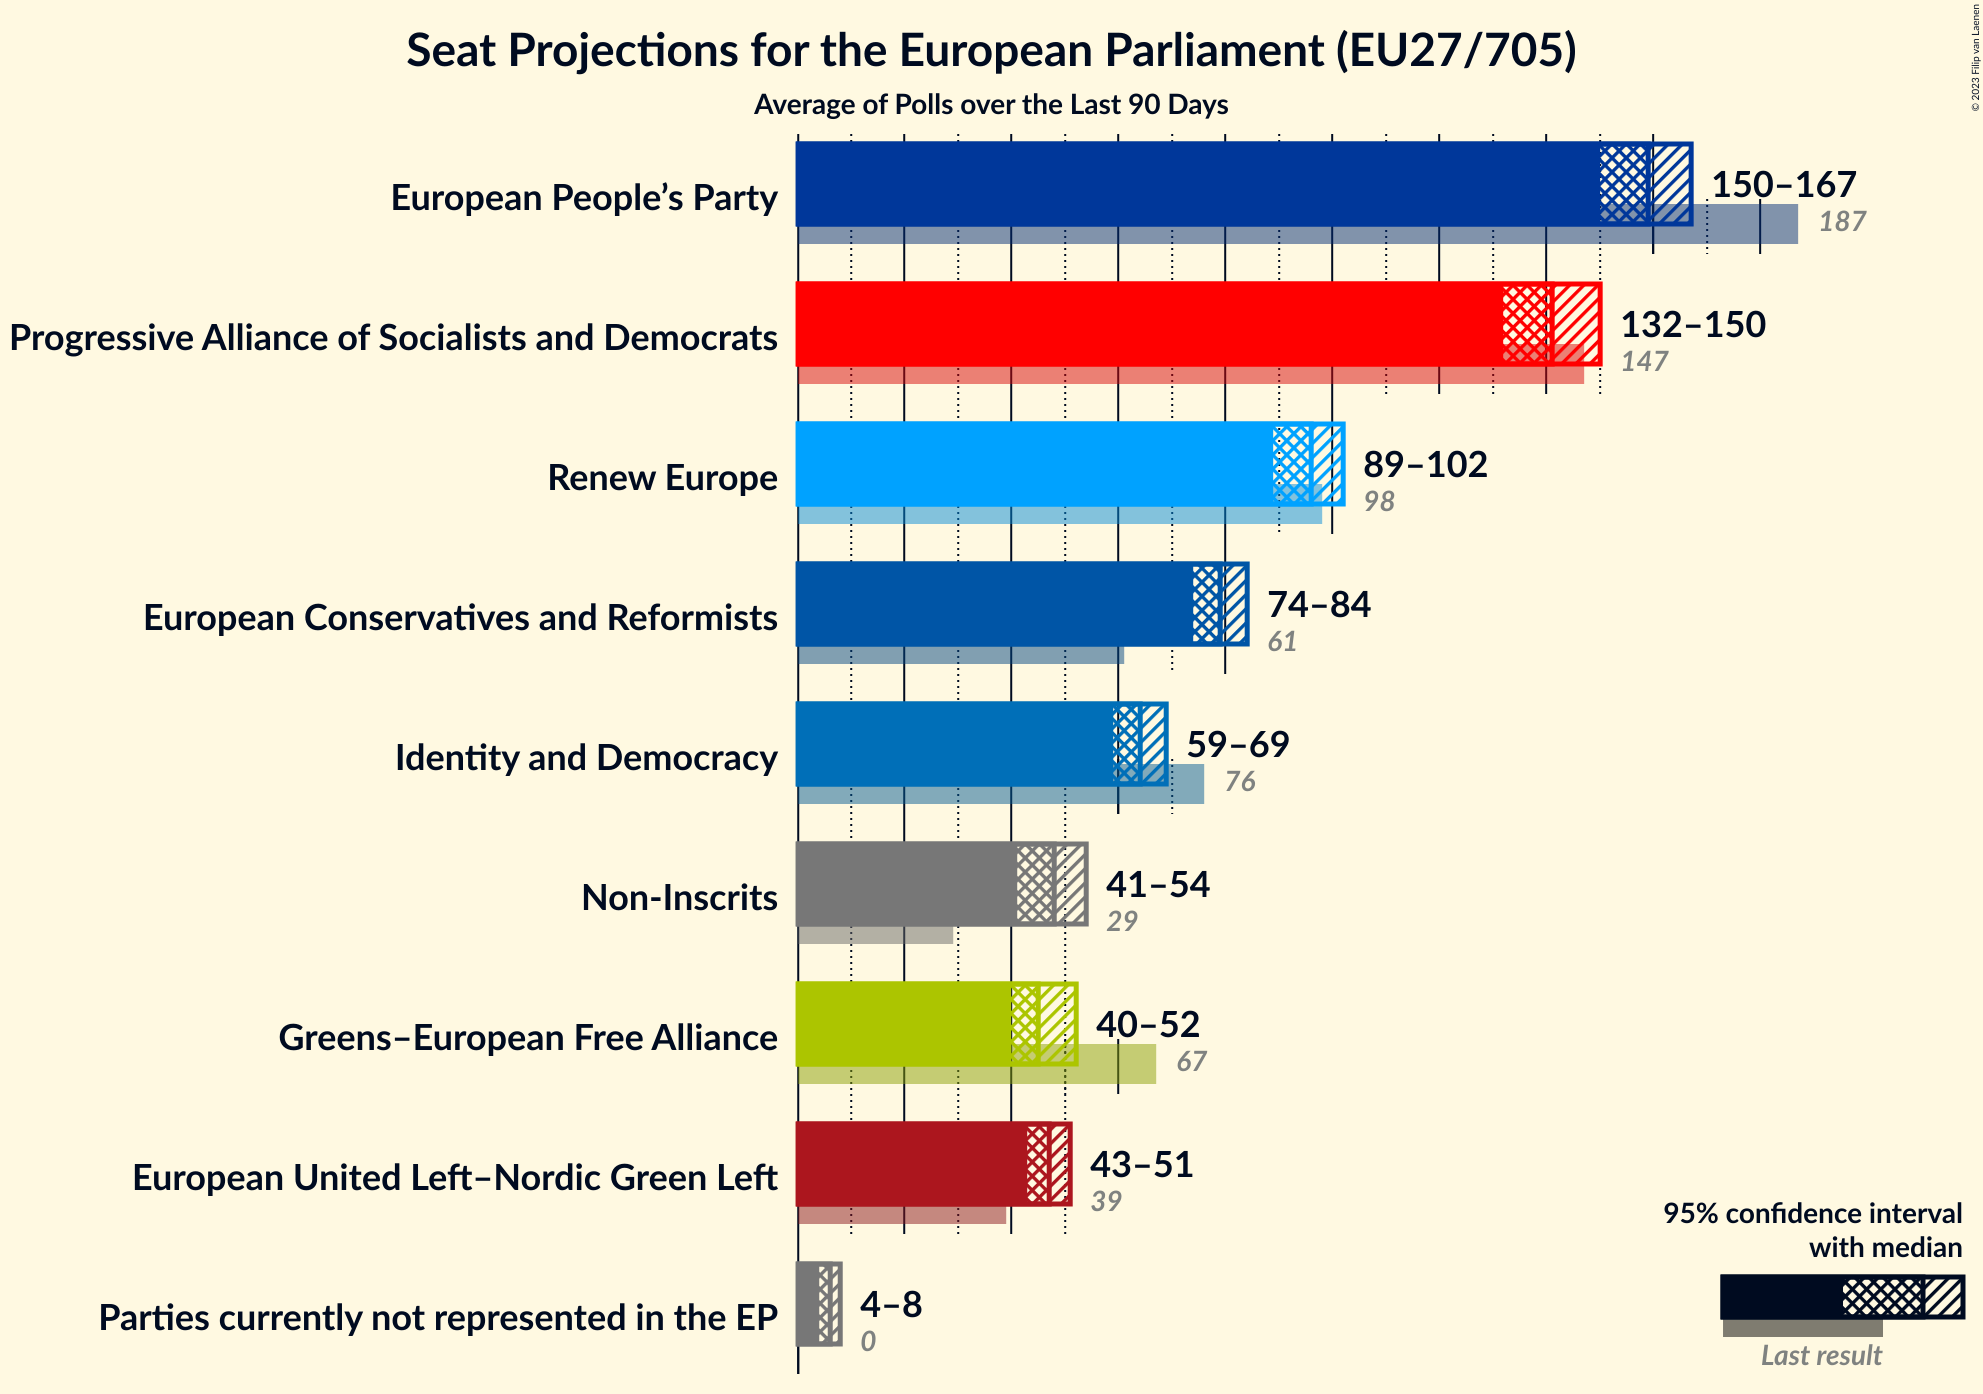 Seat Projections for the European Parliament (EU27/705)
Average of Polls over the Last 90 Days
© 2023 Filip van Laenen
European People’s Party
150–167
187
Progressive Alliance of Socialists and Democrats
132–150
147
Renew Europe
89–102
98
European Conservatives and Reformists
74–84
61
Identity and Democracy
59–69
76
Non-Inscrits
41–54
29
Greens–European Free Alliance
40–52
67
European United Left–Nordic Green Left
43–51
39
Parties currently not represented in the EP
4–8
0
95% confidence interval
with median
Last result